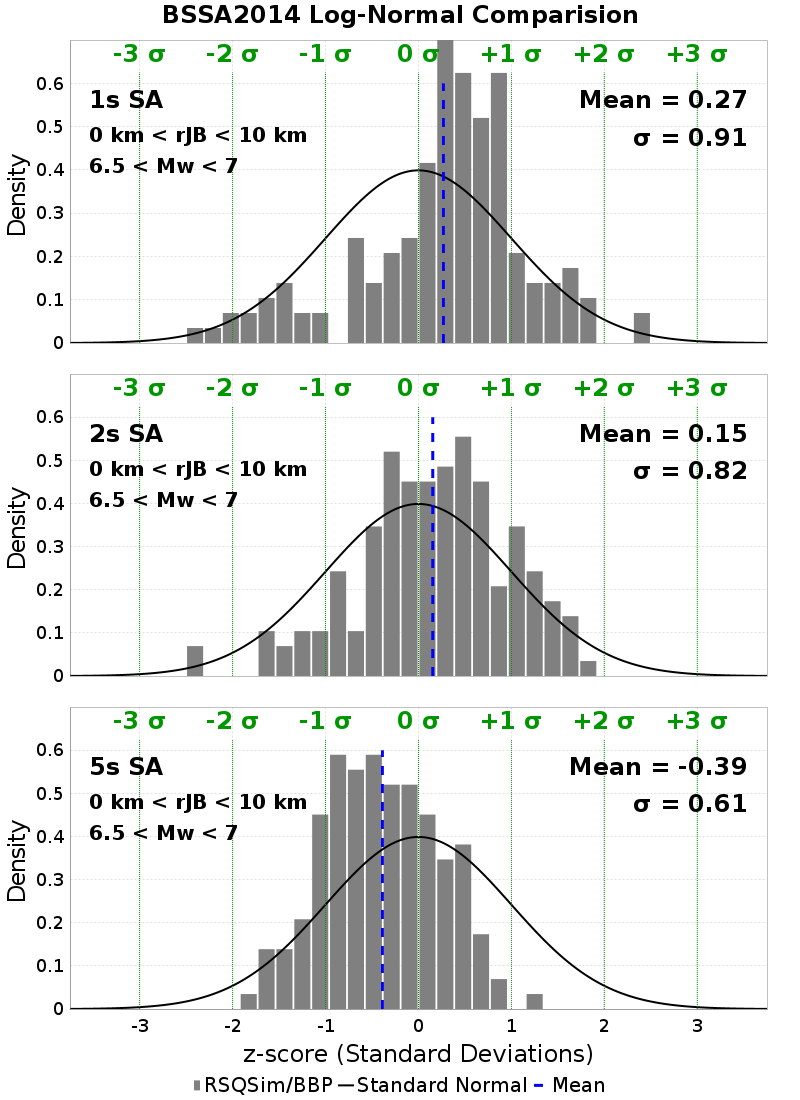 BSSA2014 Log-Normal Comparision
-3 σ -2 σ -1 σ 0 σ +1 σ +2 σ +3 σ
0.6
1s SA Mean = 0.27
0.5
0 km < rJB < 10 km σ = 0.91
6.5 < Mw < 7
0.4
Density
0.3
0.2
0.1
0
-3 σ -2 σ -1 σ 0 σ +1 σ +2 σ +3 σ
0.6
2s SA Mean = 0.15
0.5
0 km < rJB < 10 km σ = 0.82
6.5 < Mw < 7
0.4
Density
0.3
0.2
0.1
0
-3 σ -2 σ -1 σ 0 σ +1 σ +2 σ +3 σ
0.6
5s SA Mean = -0.39
0.5
0 km < rJB < 10 km σ = 0.61
6.5 < Mw < 7
0.4
Density
0.3
0.2
0.1
0
-3 -2 -1 0 1 2 3
z-score (Standard Deviations)
RSQSim/BBP Standard Normal Mean